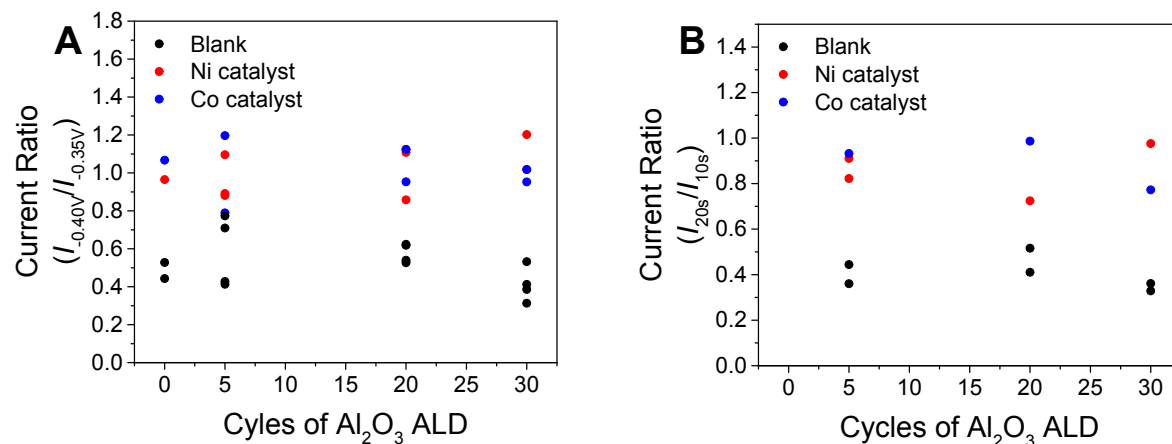 A
Blank
Ni catalyst
Co catalyst
1.8
1.6
1.4
1.2
1.0
0.8
0.6
0.4
0.2
0.0
Current Ratio
(I-0.40V/I-0.35V)
0 5 10 15 20 25 30
Cyles of Al2O3 ALD
B
Blank
Ni catalyst
Co catalyst
1.4
1.2
1.0
0.8
0.6
0.4
0.2
0.0
Current Ratio
(I20s/I10s)
0 5 10 15 20 25 30
Cycles of Al2O3 ALD